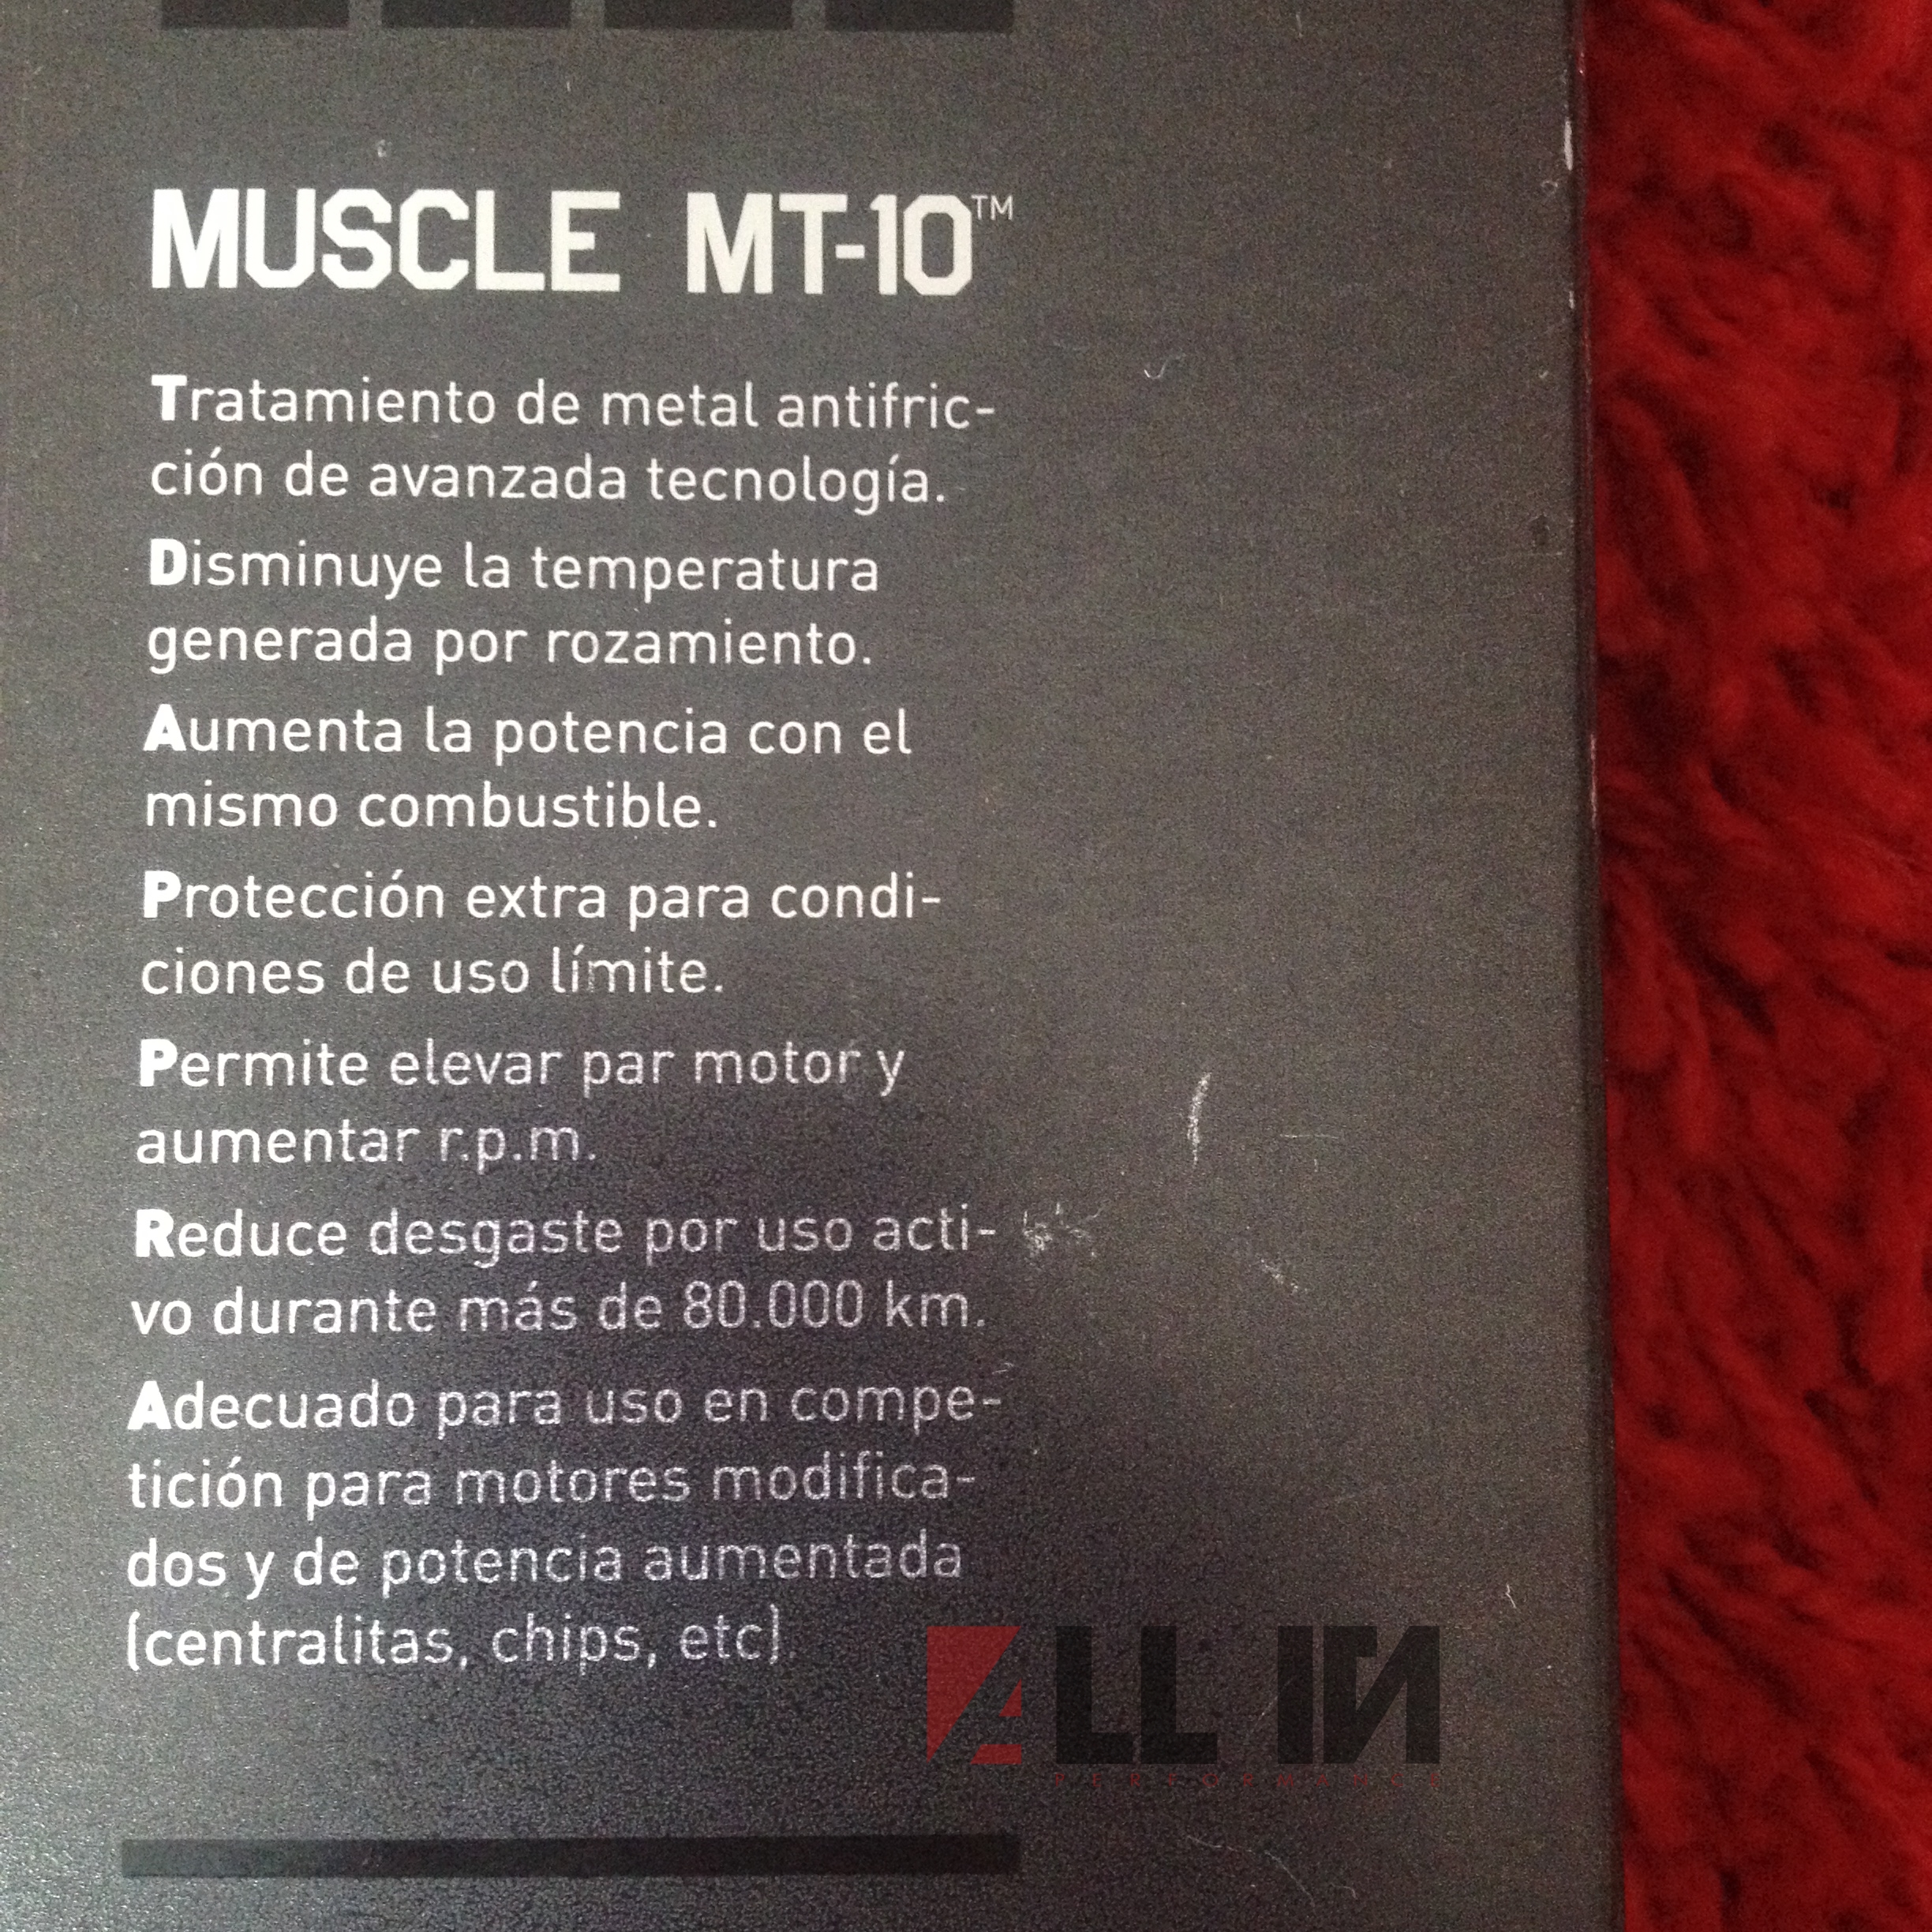 MUSCLE MT-10™
Tratamiento de metal antifric-
ción de avanzada tecnología.
Disminuye la temperatura
generada por rozamiento.
Aumenta la potencia con el
mismo combustible.
Protección extra para condi-
ciones de uso límite.
Permite elevar par motor y
aumentar r.p.m.
Reduce desgaste por uso acti-
vo durante más de 80.000 km.
Adecuado para uso en compe-
tición para motores modifica-
dos y de potencia aumentada
(centralitas, chips, etc).
ALL IN
PERFORMANCE